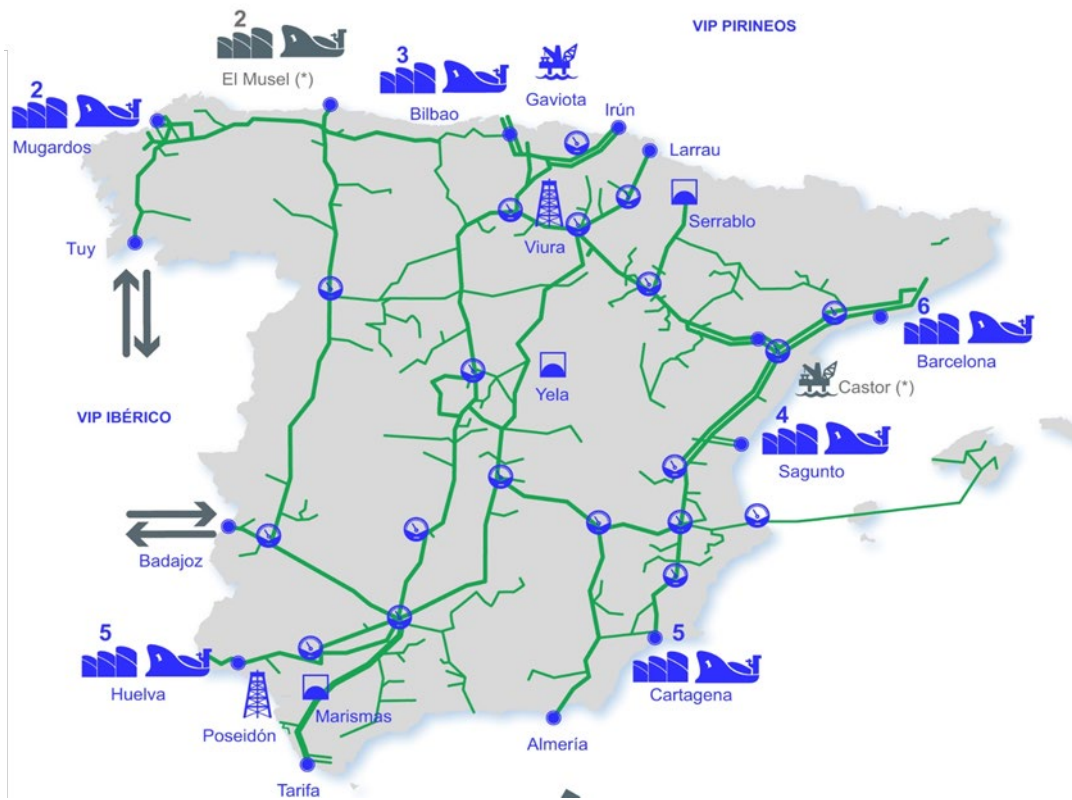 VIP PIRINEOS
2
El Musel (*)
3
Bilbao
Gaviota
Irún
2
Mugardos
Larrau
Serrablo
Tuy
Viura
6
Barcelona
Castor (*)
Yela
VIP IBÉRICO
4
Sagunto
Badajoz
5
Huelva
5
Cartagena
Poseidón
Marismas
Almería
Tarifa